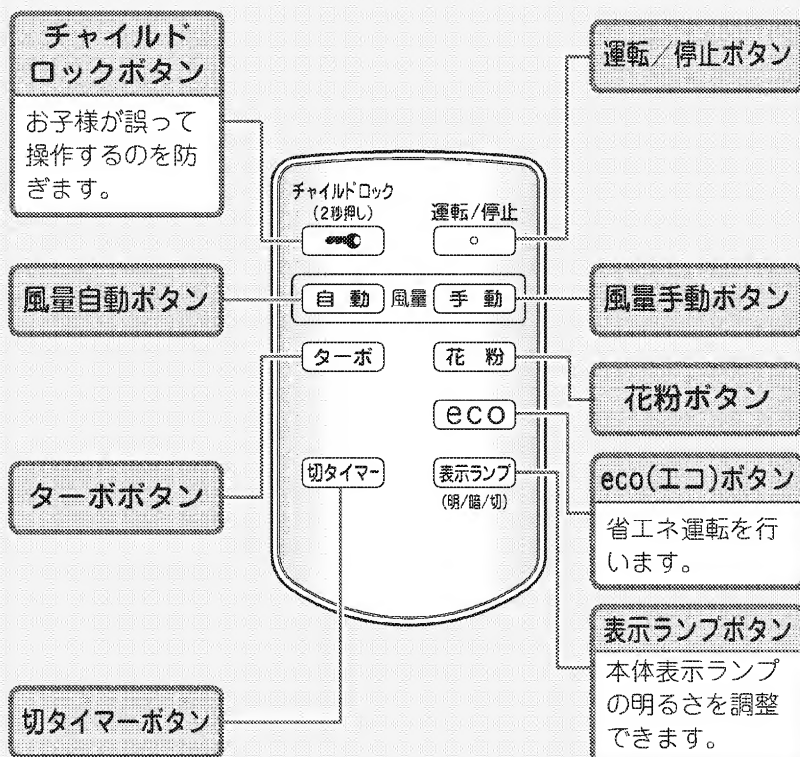 チャイルド
ロックボタン
お子様が誤って
操作するのを防
ぎます。
運転／停止ボタン
チャイルドロック
(2秒押し)
運転/停止
風量自動ボタン
自動 風量 手動
風量手動ボタン
ターボ
花粉
花粉ボタン
eco
ターボボタン
切タイマー
表示ランプ
(明/暗/切)
eco(エコ)ボタン
省エネ運転を行
います。
表示ランプボタン
本体表示ランプ
の明るさを調整
できます。
切タイマーボタン